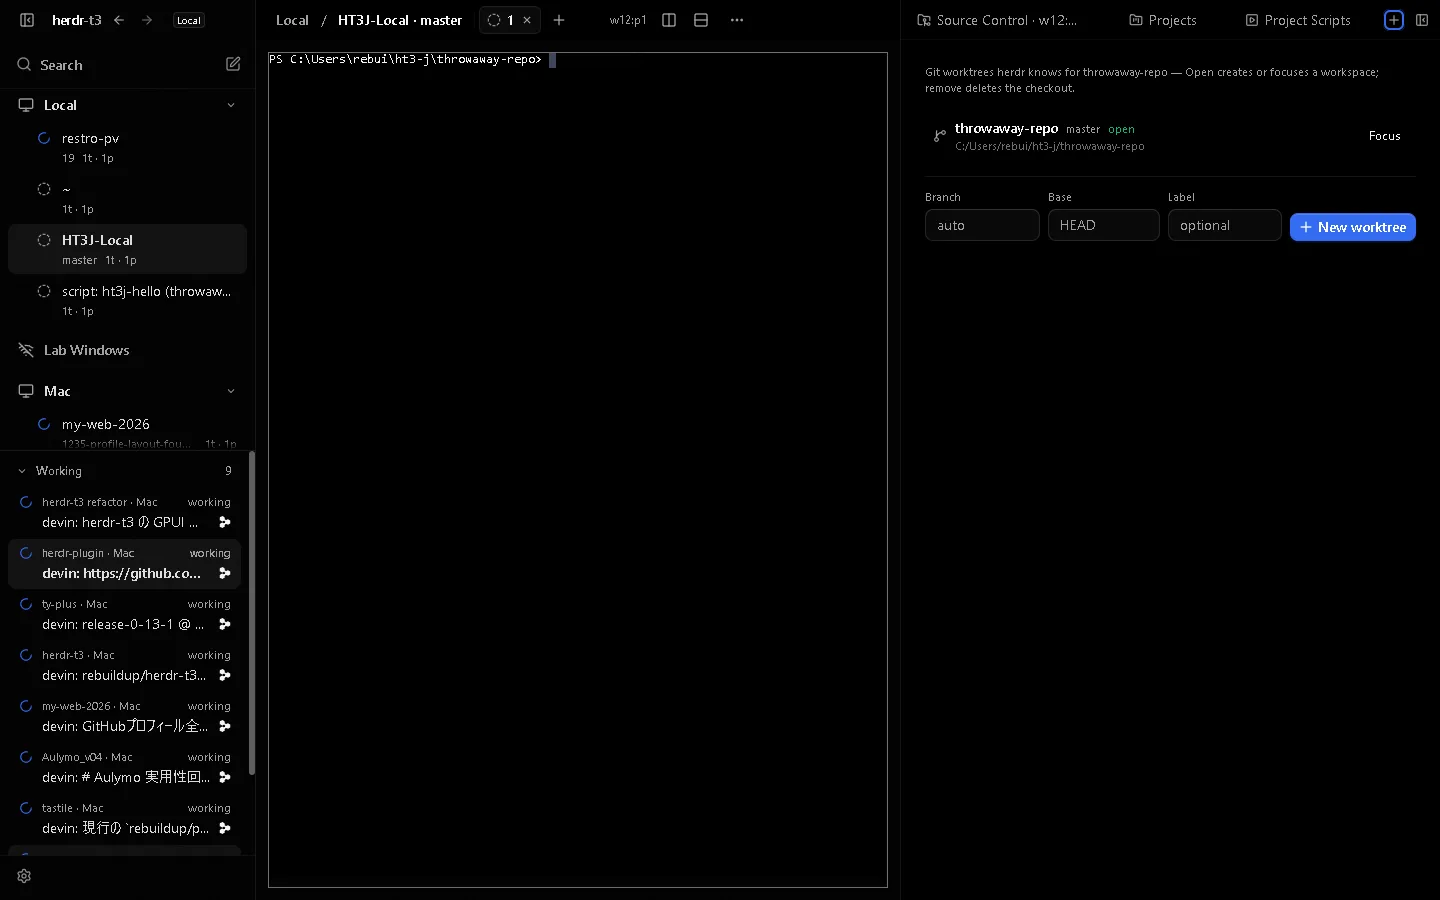 herdr-t3 Local
Search
Local
restro-pv
19 1t · 1p
~
1t · 1p
HT3J-Local
master 1t · 1p
script: ht3j-hello (throwaw...
1t · 1p
Lab Windows
Mac
my-web-2026
1235-profile-layout-fou... 1t · 1p
Working 9
herdr-t3 refactor · Mac working
devin: herdr-t3 の GPUI ...
herdr-plugin · Mac working
devin: https://github.co...
ty-plus · Mac working
devin: release-0-13-1 @ ...
herdr-t3 · Mac working
devin: rebuildup/herdr-t3...
my-web-2026 · Mac working
devin: GitHubプロフィール全...
Aulymo_v04 · Mac working
devin: # Aulymo 実用性回...
tastile · Mac working
devin: 現行の `rebuildup/p...
Local / HT3J-Local · master 1 × + w12:p1
PS C:\Users\rebui\ht3-j\throwaway-repo>
Source Control · w12:... Projects Project Scripts
Git worktrees herdr knows for throwaway-repo — Open creates or focuses a workspace;
remove deletes the checkout.
throwaway-repo master open
C:/Users/rebui/ht3-j/throwaway-repo
Focus
Branch Base Label
auto HEAD optional + New worktree